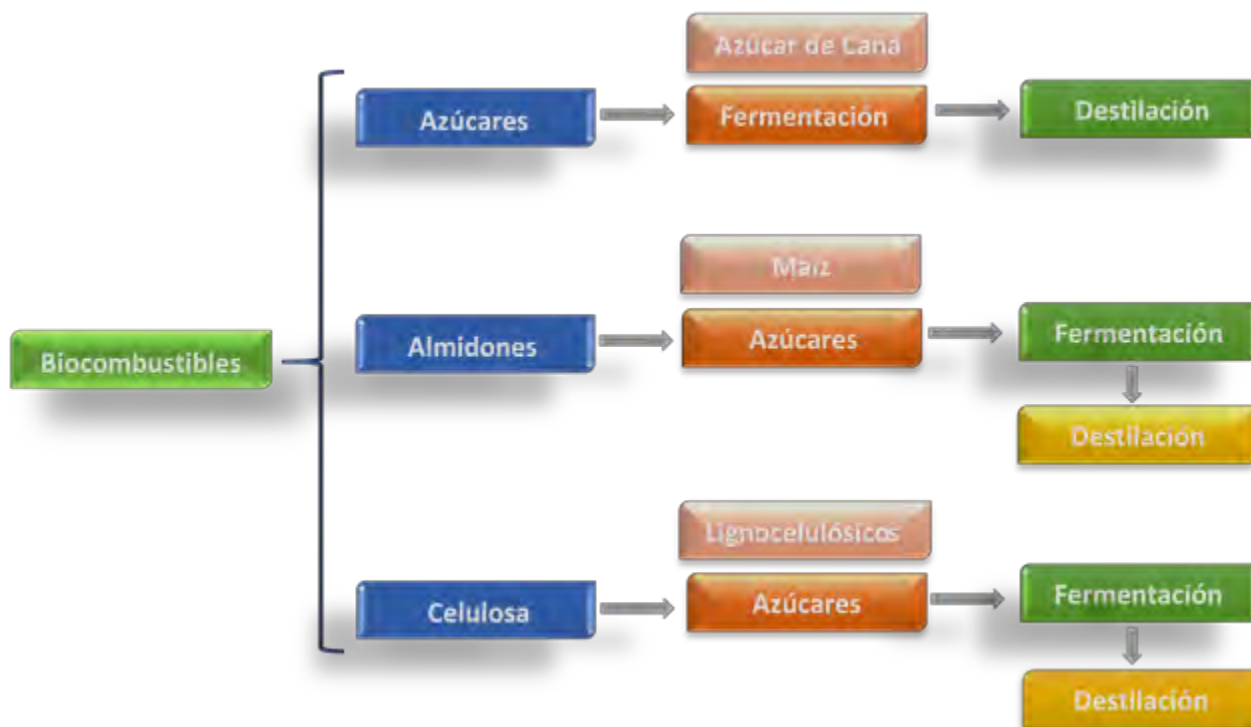 Azúcar de Caña
Azúcares
Fermentación
Destilación
Maíz
Biocombustibles
Almidones
Azúcares
Fermentación
Destilación
Lignocelulósicos
Celulosa
Azúcares
Fermentación
Destilación